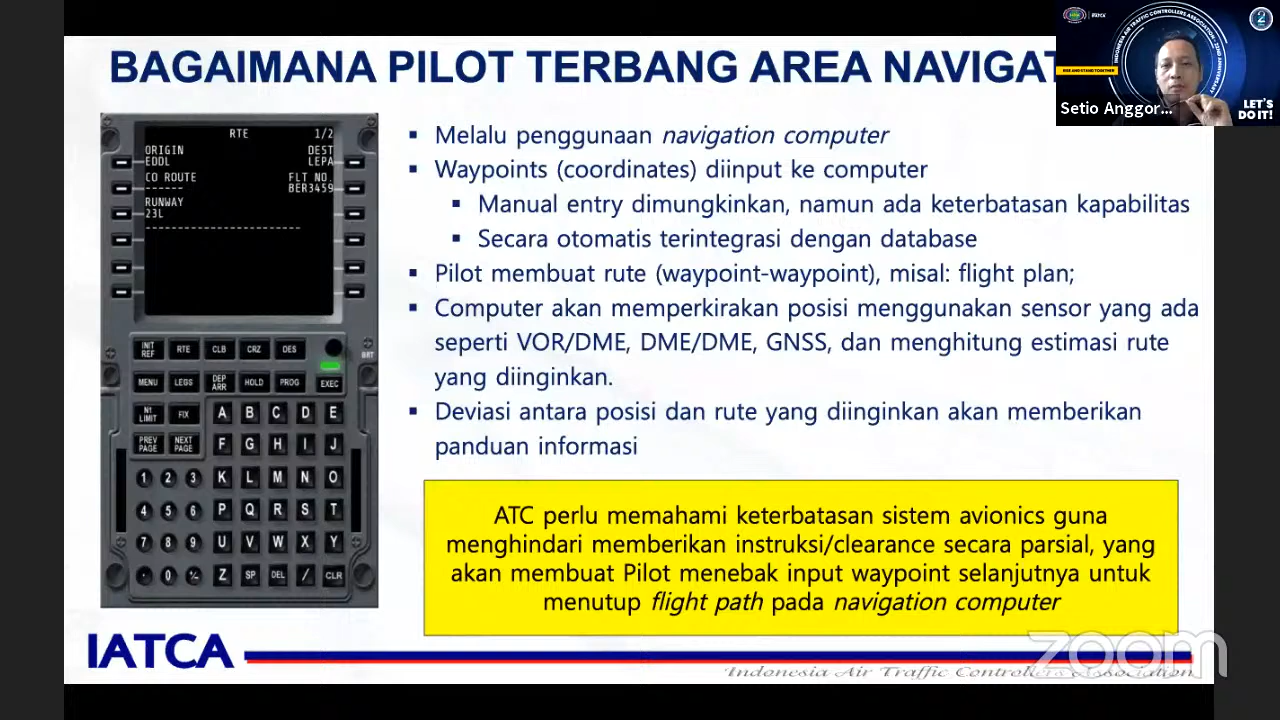 BAGAIMANA PILOT TERBANG AREA NAVIGAT
Setio Anggor...
LET'S
DO IT!
RTE 1/2
ORIGIN DEST
EDDL LEPA
CO ROUTE FLT NO.
------ BER3459
RUNWAY
23L
----------------------------
INIT REF RTE CLB CRZ DES BRT
MENU LEGS DEP ARR HOLD PROG EXEC
N1 LIMIT FIX A B C D E
PREV PAGE NEXT PAGE F G H I J
1 2 3 K L M N O
4 5 6 P Q R S T
7 8 9 U V W X Y
. 0 +/- Z SP DEL / CLR
▪ Melalu penggunaan navigation computer
▪ Waypoints (coordinates) diinput ke computer
▪ Manual entry dimungkinkan, namun ada keterbatasan kapabilitas
▪ Secara otomatis terintegrasi dengan database
▪ Pilot membuat rute (waypoint-waypoint), misal: flight plan;
▪ Computer akan memperkirakan posisi menggunakan sensor yang ada
seperti VOR/DME, DME/DME, GNSS, dan menghitung estimasi rute
yang diinginkan.
▪ Deviasi antara posisi dan rute yang diinginkan akan memberikan
panduan informasi
ATC perlu memahami keterbatasan sistem avionics guna
menghindari memberikan instruksi/clearance secara parsial, yang
akan membuat Pilot menebak input waypoint selanjutnya untuk
menutup flight path pada navigation computer
IATCA
Indonesia Air Traffic Controllers Association
zoom